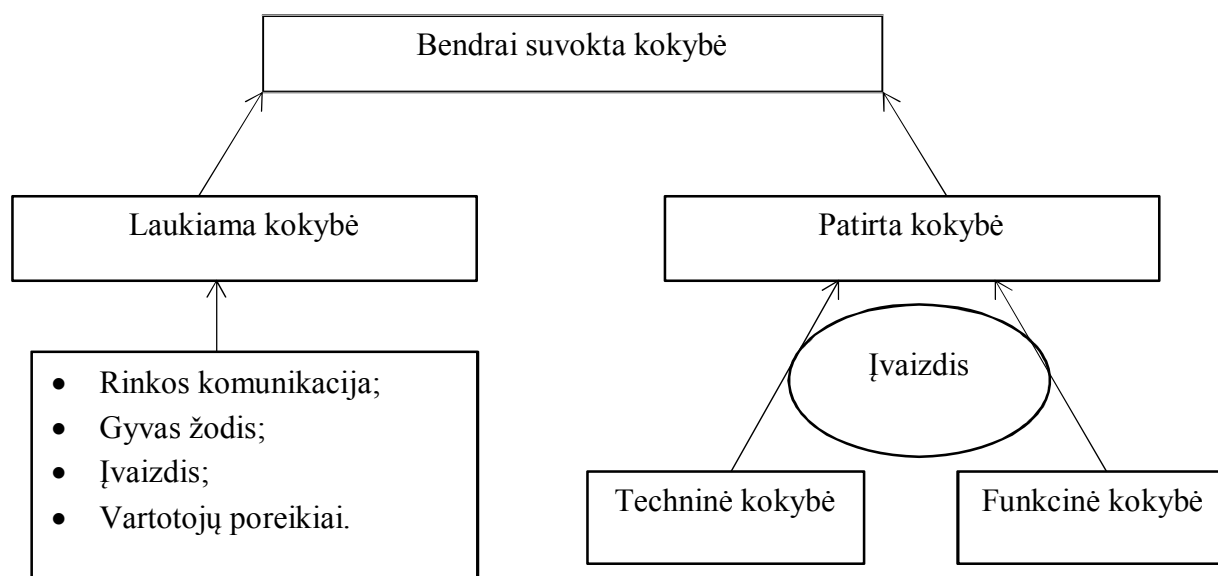 Bendrai suvokta kokybė
Laukiama kokybė
Patirta kokybė
• Rinkos komunikacija;
• Gyvas žodis;
• Įvaizdis;
• Vartotojų poreikiai.
Įvaizdis
Techninė kokybė
Funkcinė kokybė